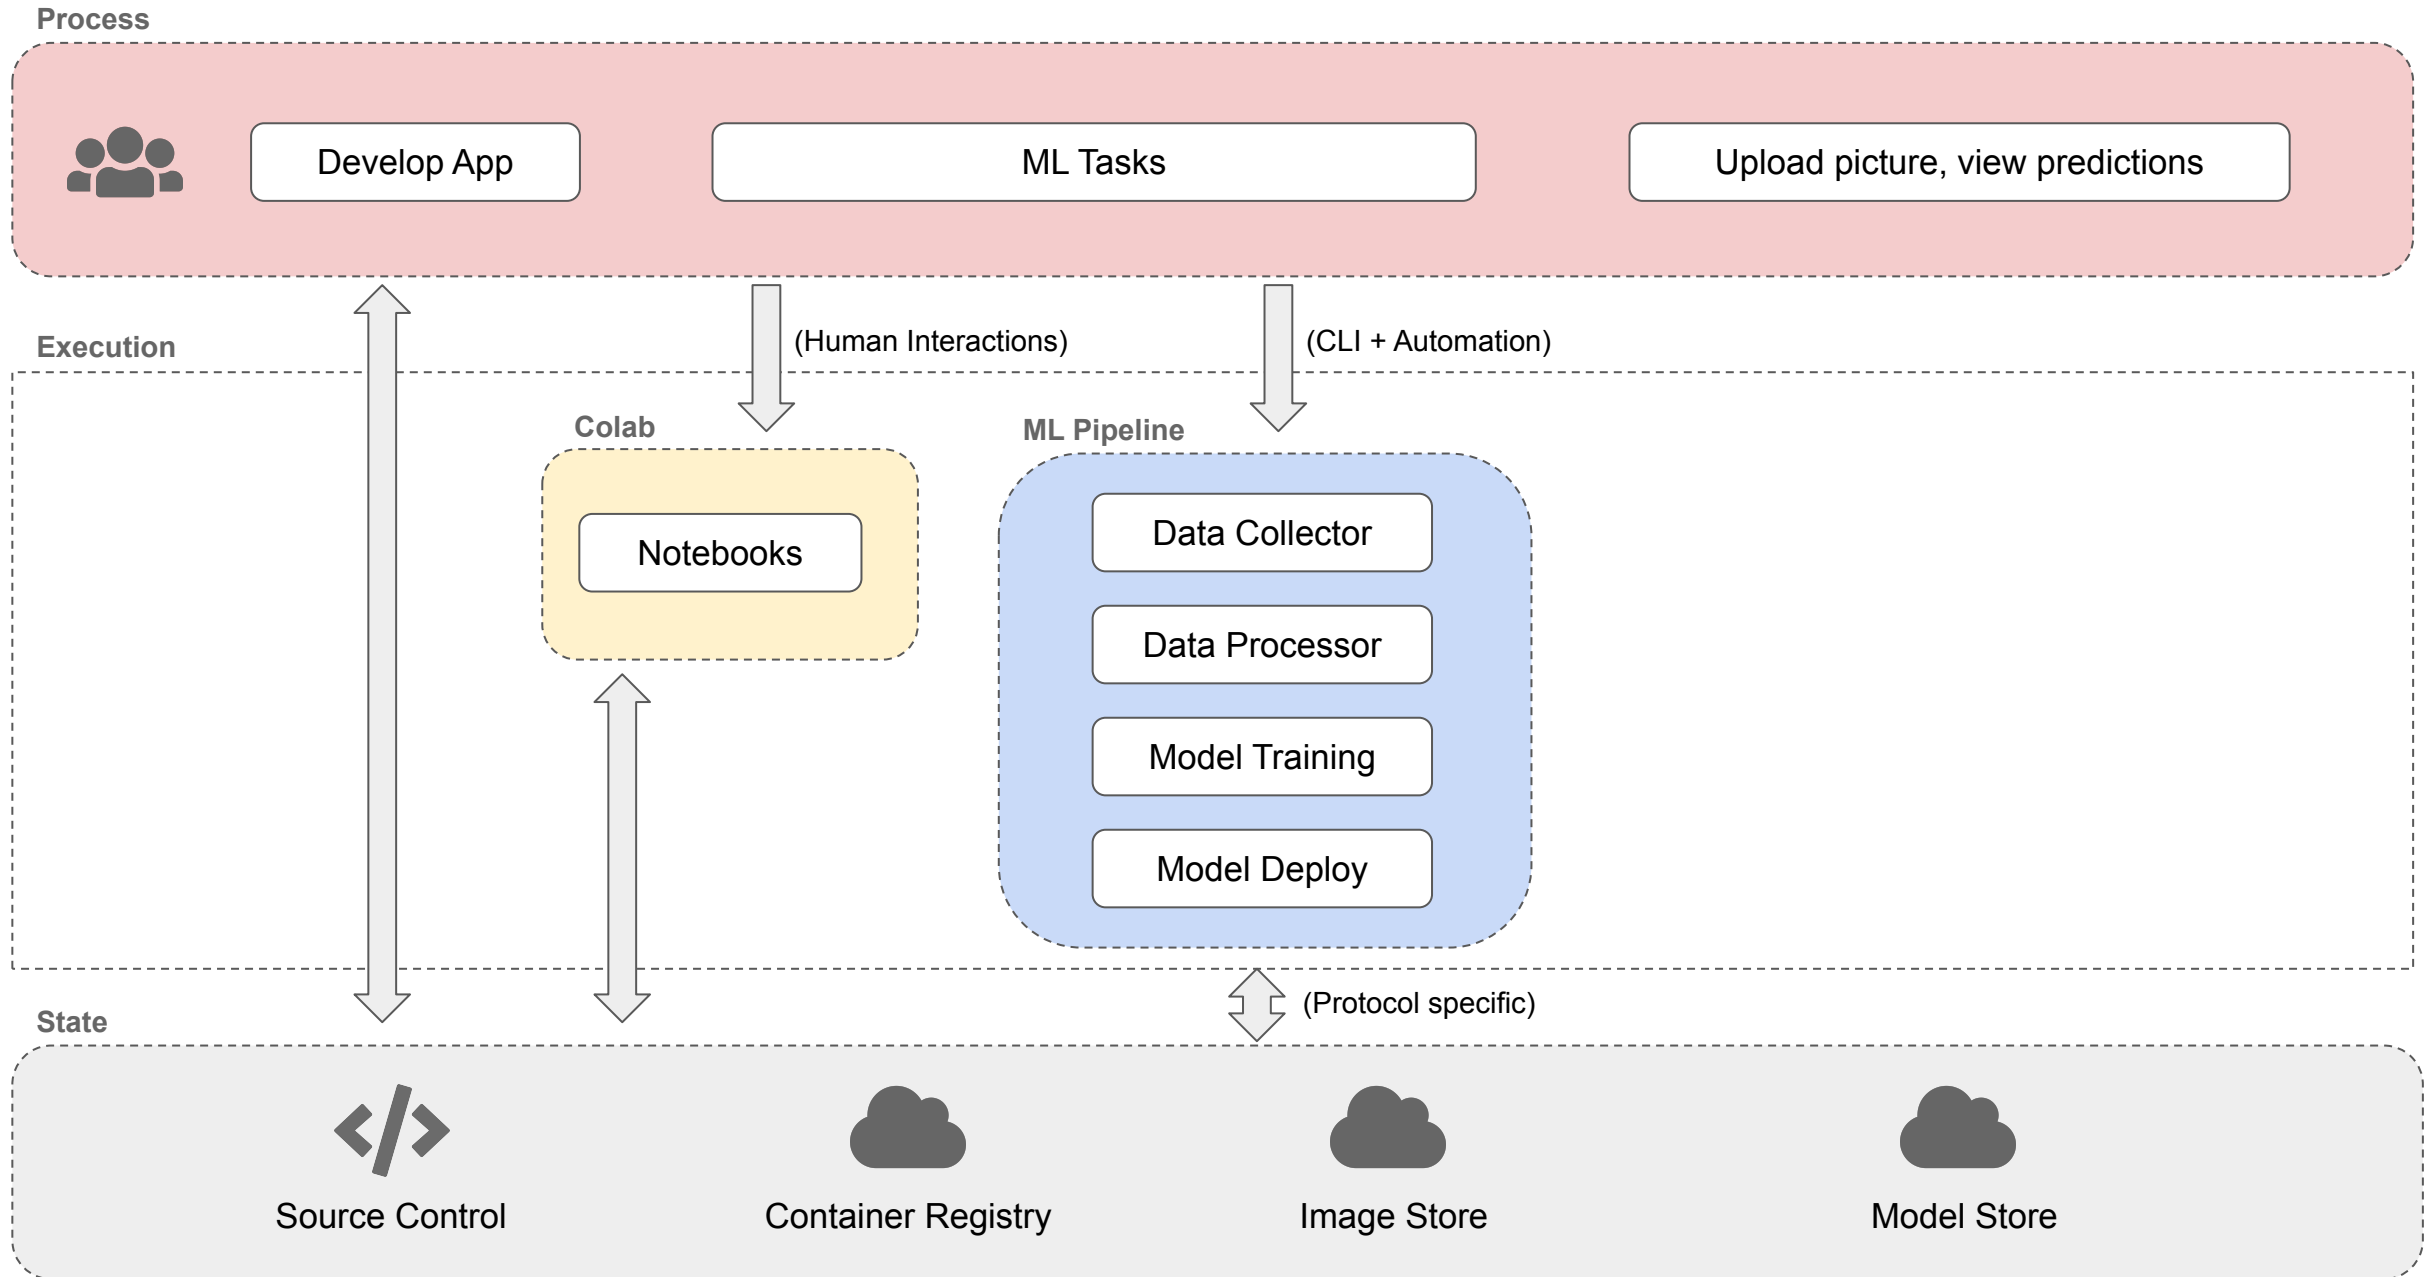 Process
Develop App
ML Tasks
Upload picture, view predictions
(Human Interactions)
(CLI + Automation)
Execution
Colab
ML Pipeline
Notebooks
Data Collector
Data Processor
Model Training
Model Deploy
(Protocol specific)
State
Source Control
Container Registry
Image Store
Model Store